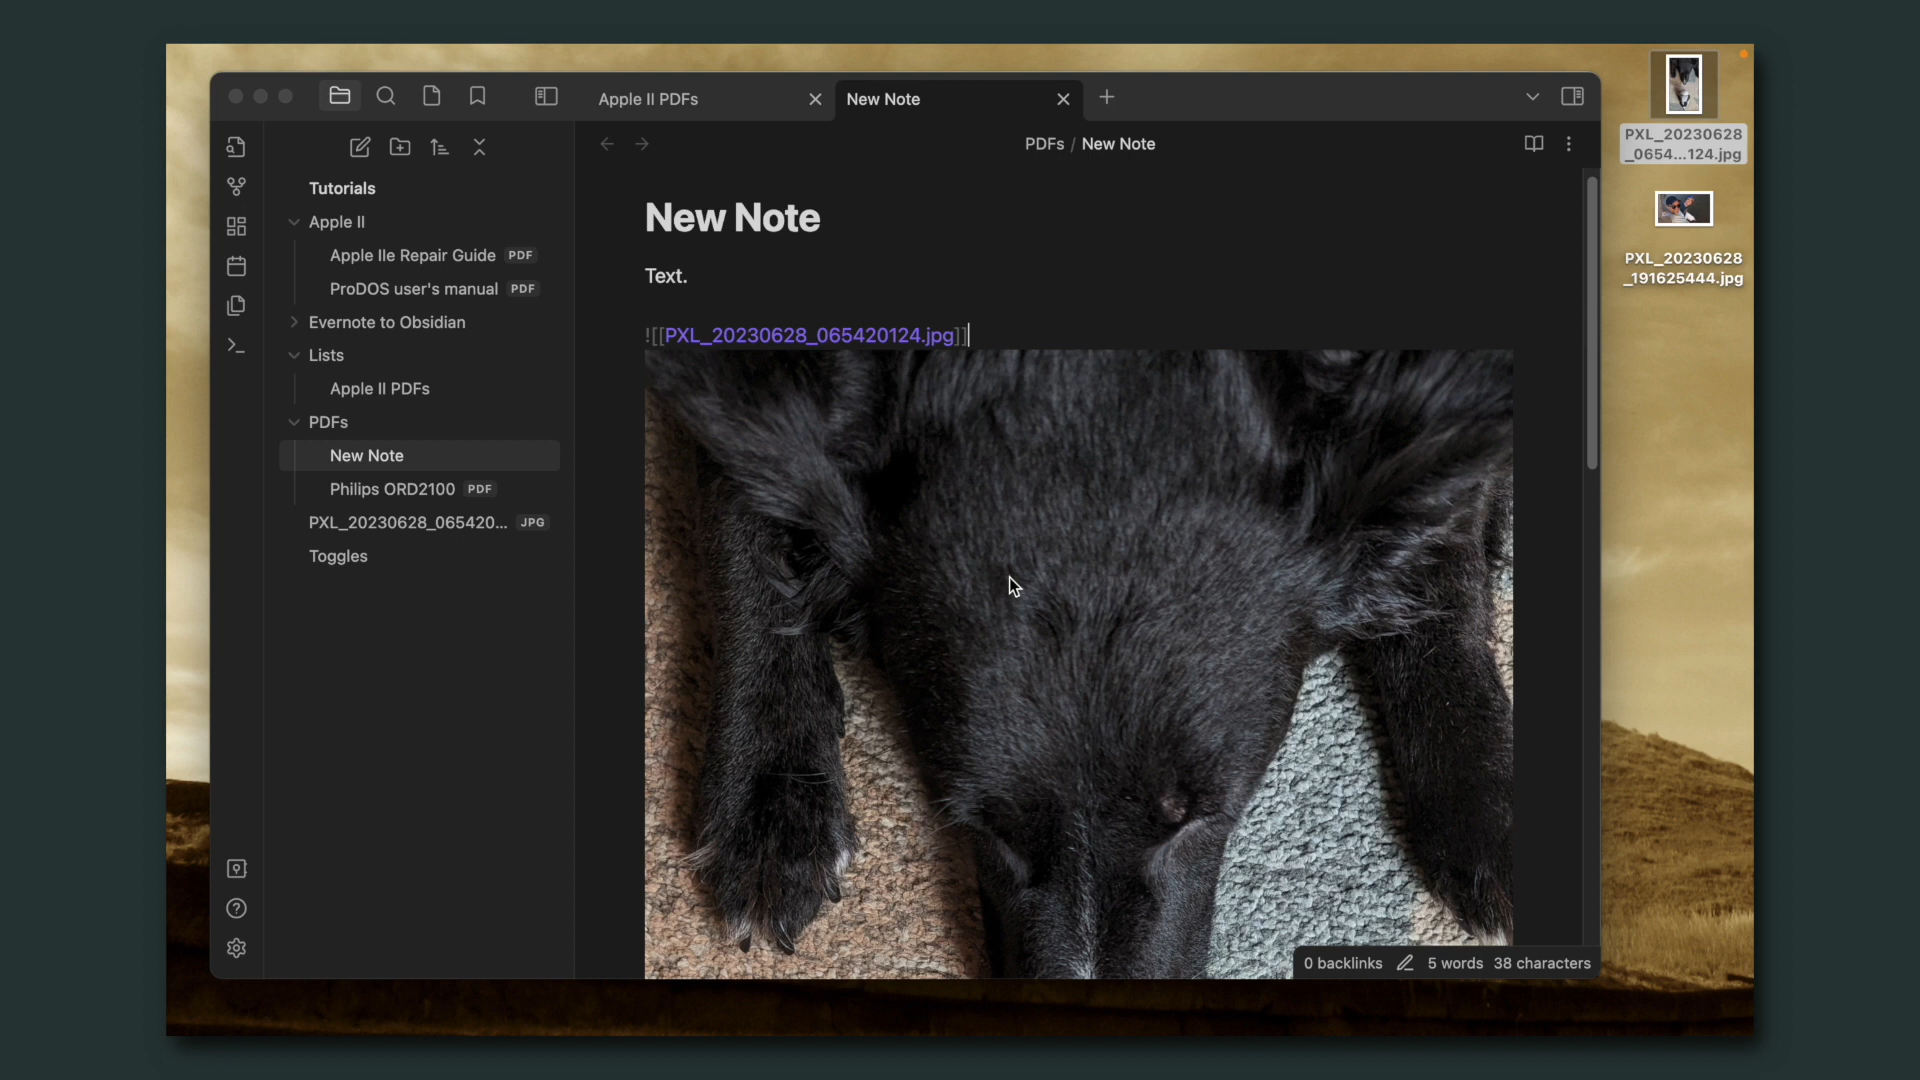 Apple II PDFs
New Note
PDFs / New Note
Tutorials
Apple II
Apple IIe Repair Guide PDF
ProDOS user's manual PDF
Evernote to Obsidian
Lists
Apple II PDFs
PDFs
New Note
Philips ORD2100 PDF
PXL_20230628_065420... JPG
Toggles
New Note
Text.
![[PXL_20230628_065420124.jpg]]
0 backlinks 5 words 38 characters
PXL_20230628
_0654...124.jpg
PXL_20230628
_191625444.jpg